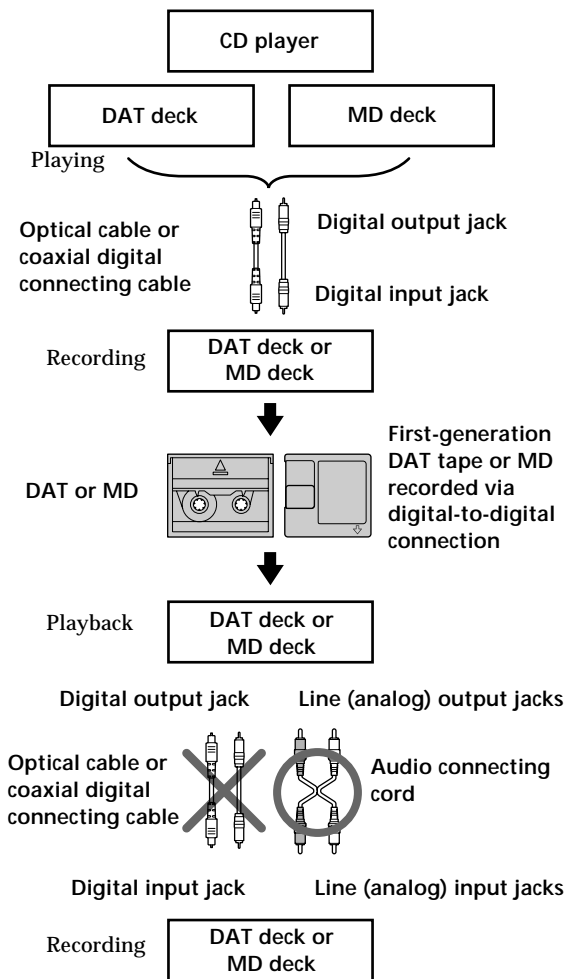 CD player
DAT deck
MD deck
Playing
Optical cable or
coaxial digital
connecting cable
Digital output jack
Digital input jack
Recording
DAT deck or
MD deck
DAT or MD
First-generation
DAT tape or MD
recorded via
digital-to-digital
connection
Playback
DAT deck or
MD deck
Digital output jack
Line (analog) output jacks
Optical cable or
coaxial digital
connecting cable
Audio connecting
cord
Digital input jack
Line (analog) input jacks
Recording
DAT deck or
MD deck